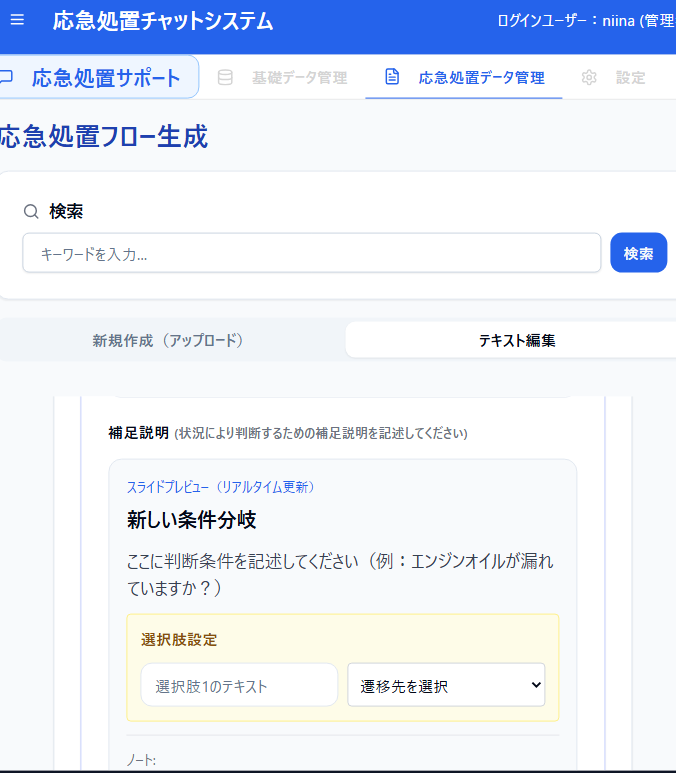 応急処置チャットシステム
ログインユーザー：niina (管理
応急処置サポート
基礎データ管理
応急処置データ管理
設定
応急処置フロー生成
検索
キーワードを入力...
検索
新規作成（アップロード）
テキスト編集
補足説明 (状況により判断するための補足説明を記述してください)
スライドプレビュー（リアルタイム更新）
新しい条件分岐
ここに判断条件を記述してください（例：エンジンオイルが漏れ
ていますか？）
選択肢設定
選択肢1のテキスト
遷移先を選択
ノート: